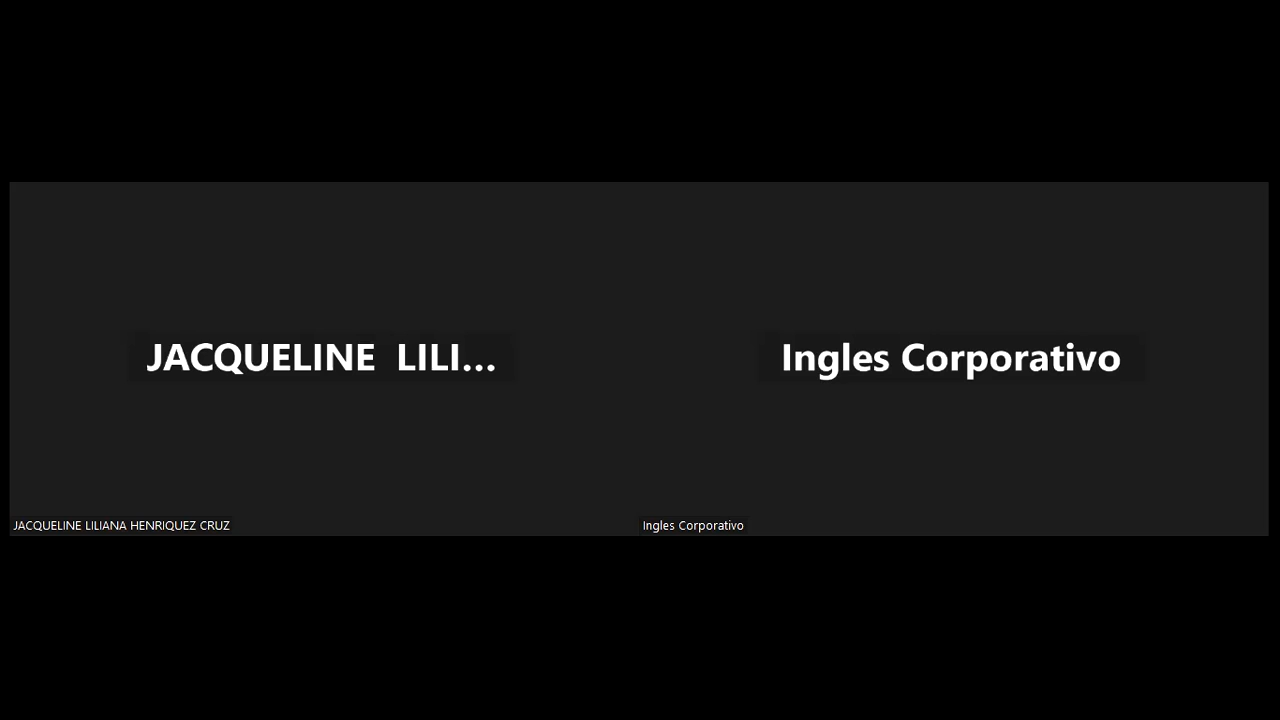 JACQUELINE  LILI...
Ingles Corporativo
JACQUELINE LILIANA HENRIQUEZ CRUZ
Ingles Corporativo